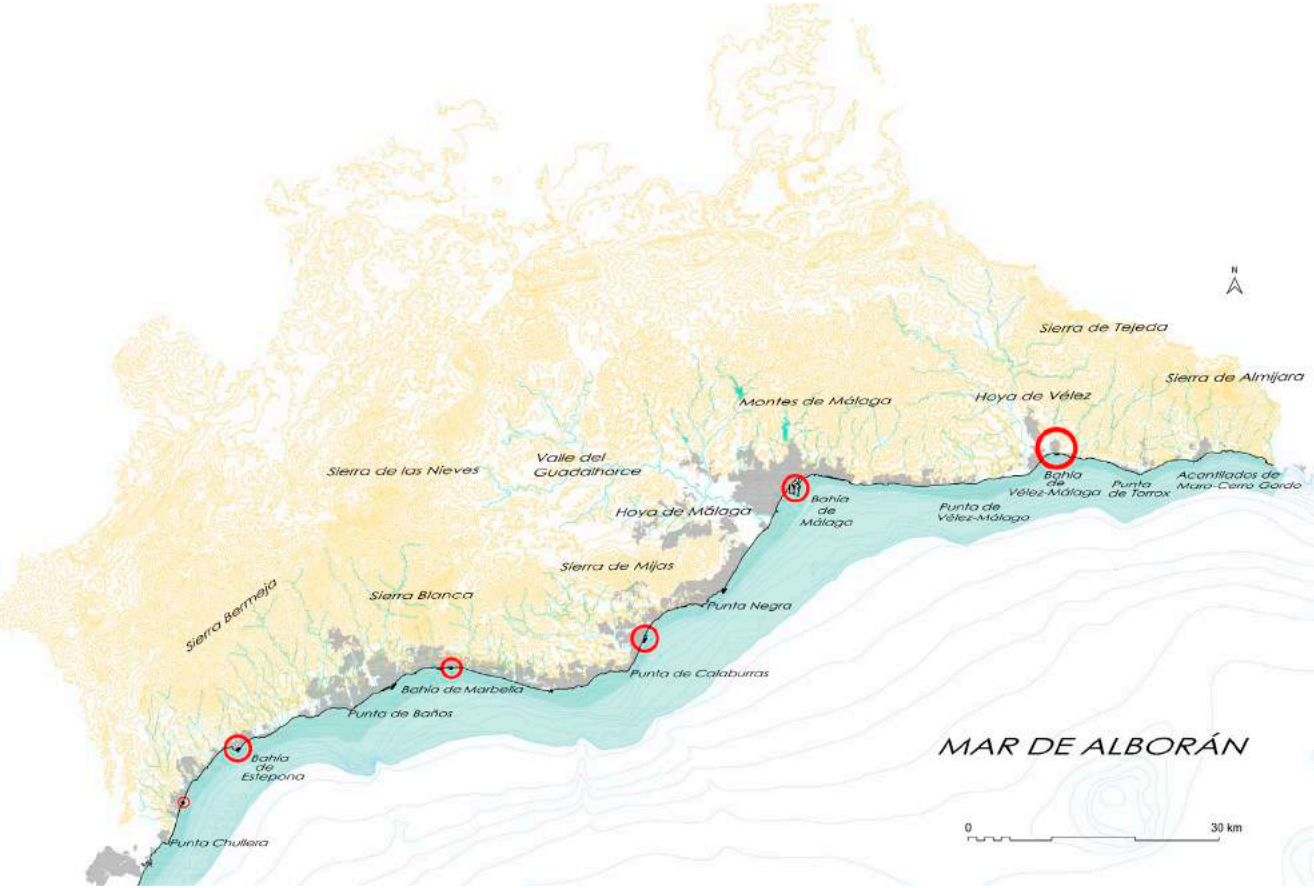 N
Sierra de Tejeda
Sierra de Almijara
Hoya de Vélez
Montes de Málaga
Valle del
Guadalhorce
Sierra de las Nieves
Hoya de Málaga
Bahía
de
Málaga
Punta de
Vélez-Málaga
Bahía
de
Vélez-Málaga
Punta
de Torrox
Acantilados de
Maro-Cerro Gordo
Sierra de Mijas
Sierra Blanca
Sierra Bermeja
Punta Negra
Punta de Calaburras
Bahía de Marbella
Punta de Baños
Bahía
de
Estepona
Punta Chullera
MAR DE ALBORÁN
0 30 km